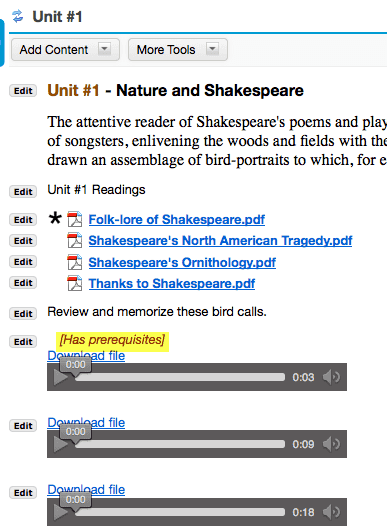 Unit #1
Add Content More Tools
Edit Unit #1 - Nature and Shakespeare
The attentive reader of Shakespeare's poems and play
of songsters, enlivening the woods and fields with the
drawn an assemblage of bird-portraits to which, for e
Edit Unit #1 Readings
Edit * Folk-lore of Shakespeare.pdf
Edit Shakespeare's North American Tragedy.pdf
Edit Shakespeare's Ornithology.pdf
Edit Thanks to Shakespeare.pdf
Edit Review and memorize these bird calls.
Edit [Has prerequisites]
Download file
0:00 0:03
Edit Download file
0:00 0:09
Edit Download file
0:00 0:18